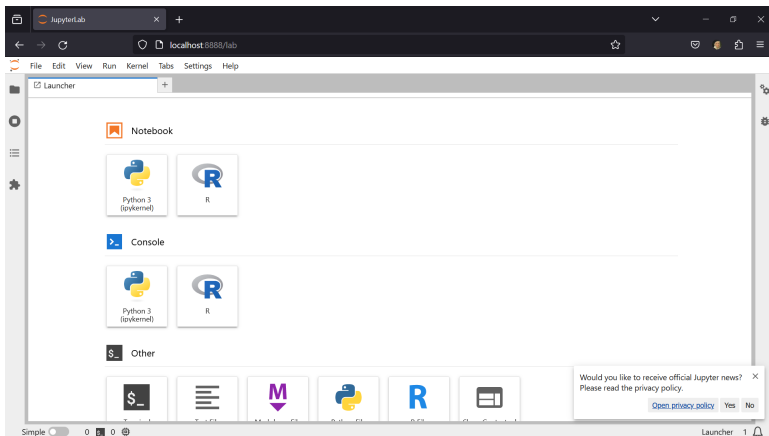 JupyterLab
localhost:8888/lab
File Edit View Run Kernel Tabs Settings Help
Launcher
Notebook
Python 3
(ipykernel)
R
Console
Python 3
(ipykernel)
R
$_ Other
$_
M
R
Would you like to receive official Jupyter news?
Please read the privacy policy.
Open privacy policy Yes No
Simple 0 $_ 0 Launcher 1